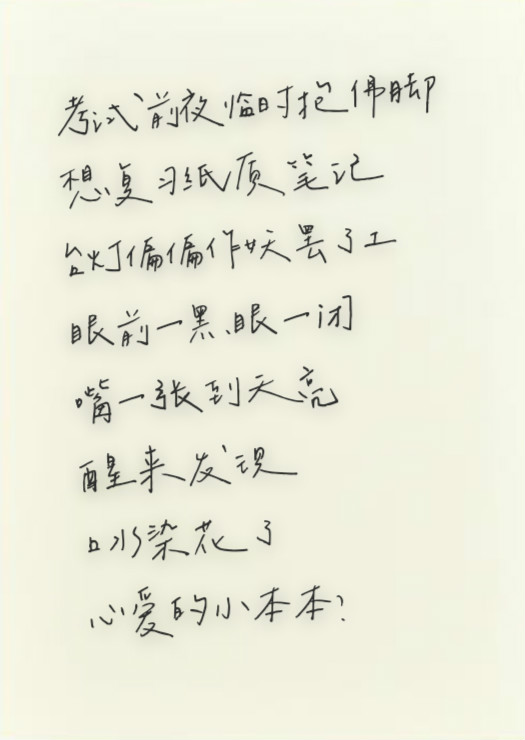 考试前夜临时抱佛脚
想复习纸质笔记
台灯偏偏作妖罢了工
眼前一黑、眼一闭
嘴一张到天亮
醒来发现
口水染花了
心爱的小本本？